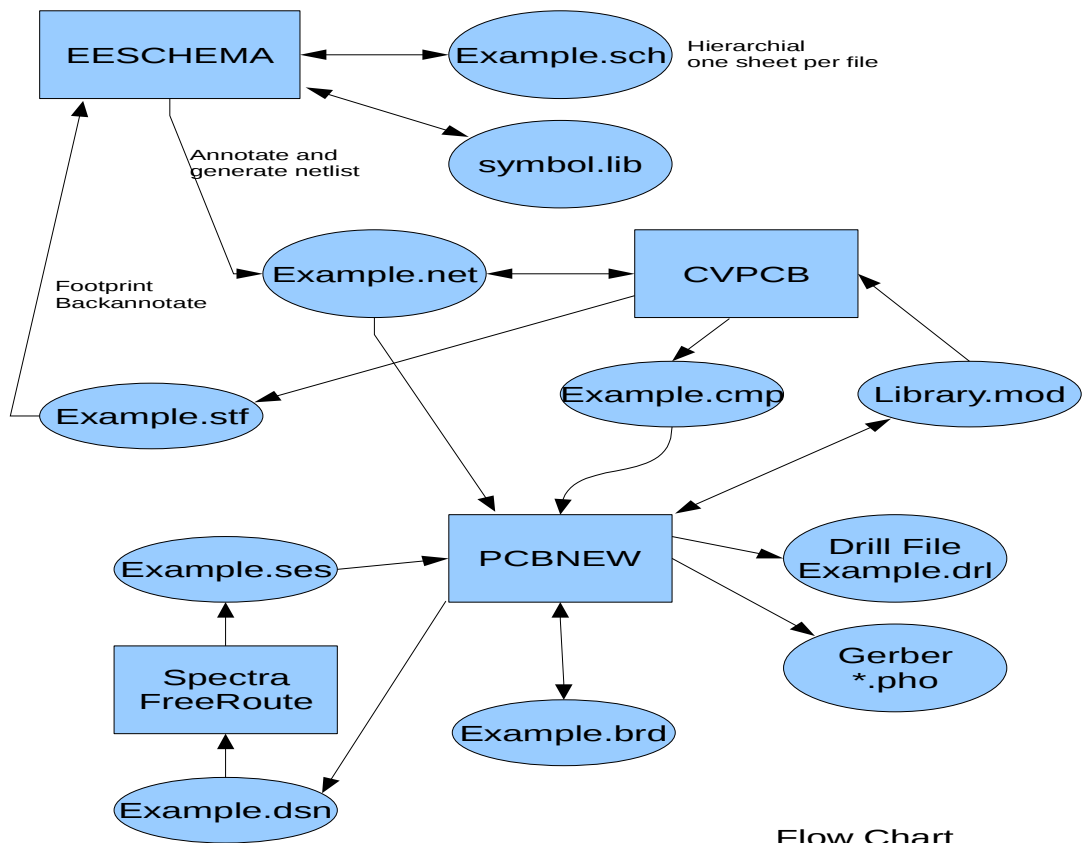 EESCHEMA
Example.sch
Hierarchial
one sheet per file
symbol.lib
Annotate and
generate netlist
Example.net
CVPCB
Footprint
Backannotate
Example.stf
Example.cmp
Library.mod
PCBNEW
Drill File
Example.drl
Example.ses
Gerber
*.pho
Spectra
FreeRoute
Example.brd
Example.dsn
Flow Chart